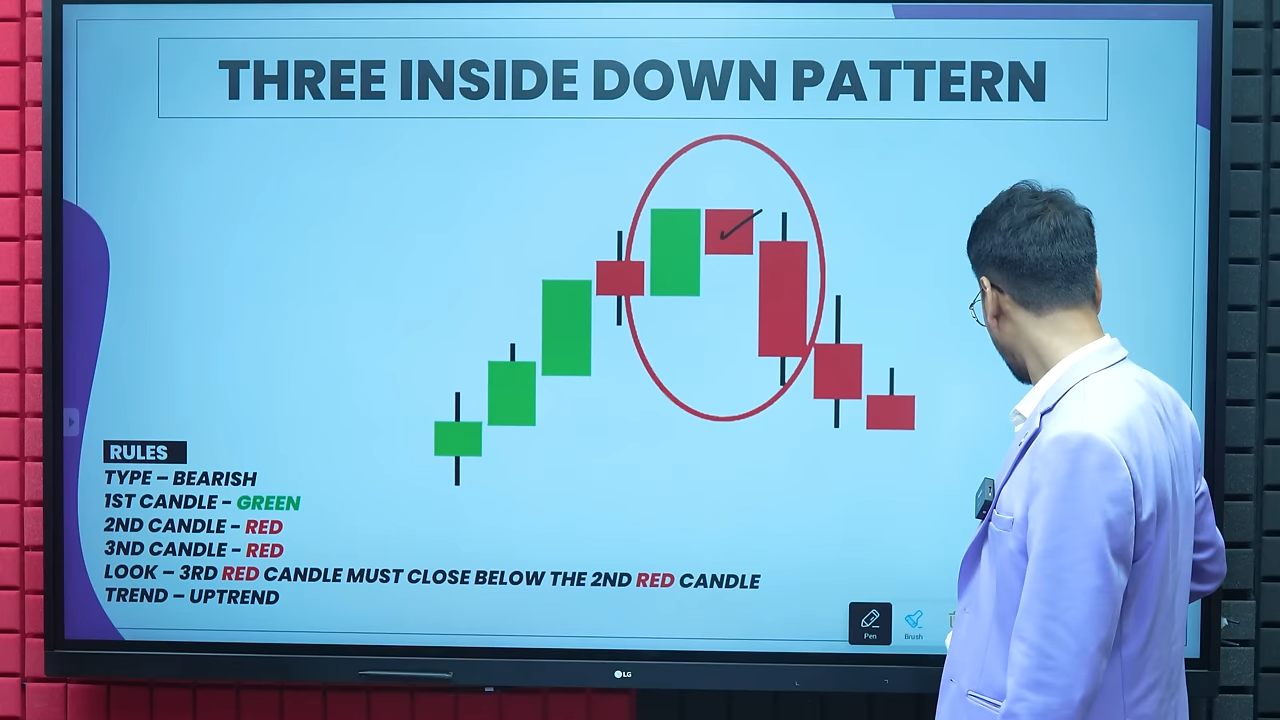 THREE INSIDE DOWN PATTERN
RULES
TYPE – BEARISH
1ST CANDLE – GREEN
2ND CANDLE – RED
3ND CANDLE – RED
LOOK – 3RD RED CANDLE MUST CLOSE BELOW THE 2ND RED CANDLE
TREND – UPTREND
Pen
Brush
LG